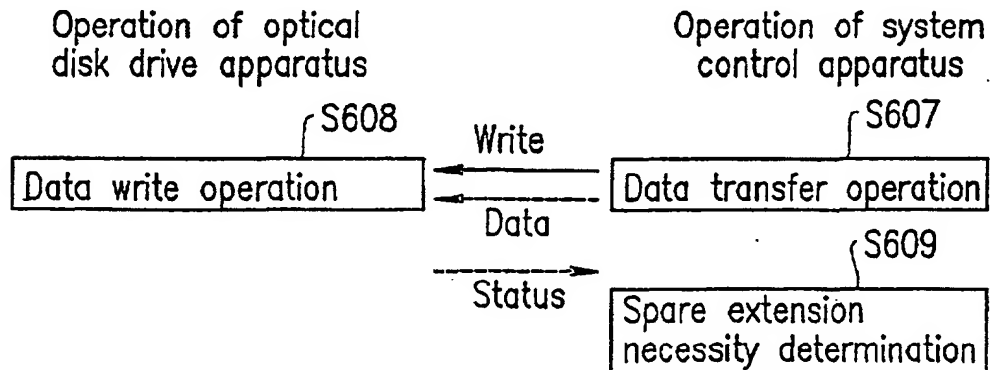 Operation of optical
disk drive apparatus
Operation of system
control apparatus
S608
S607
Write
Data write operation
Data transfer operation
Data
S609
Status
Spare extension
necessity determination